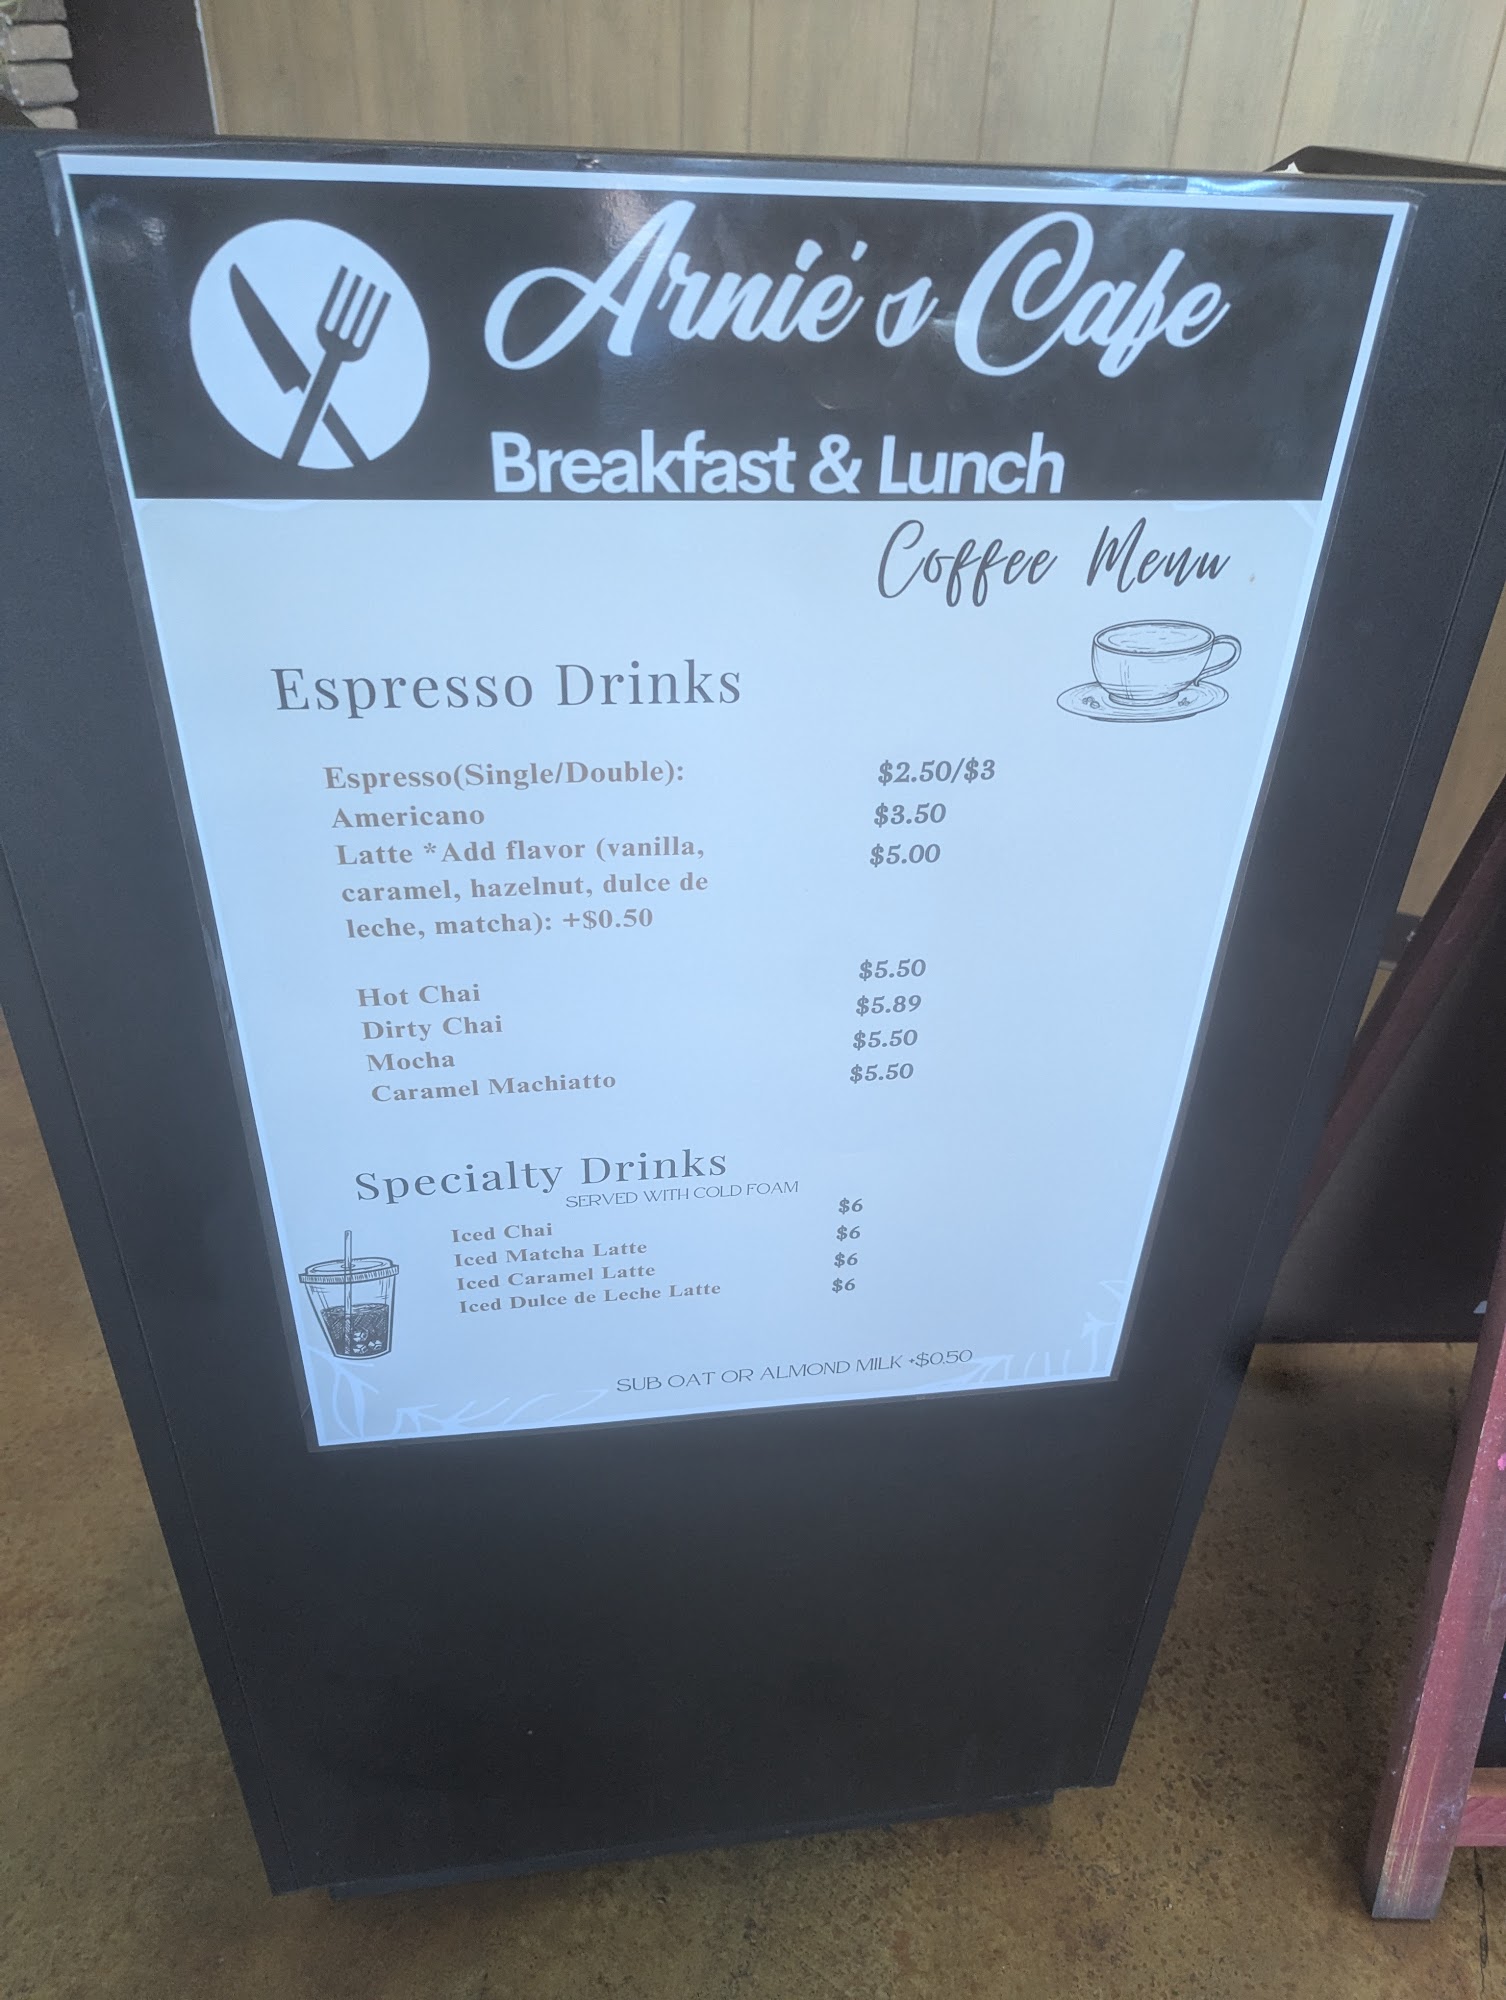 Arnie's Cafe
Breakfast & Lunch
Coffee Menu
Espresso Drinks
Espresso(Single/Double): $2.50/$3
Americano $3.50
Latte *Add flavor (vanilla, $5.00
caramel, hazelnut, dulce de
leche, matcha): +$0.50
Hot Chai $5.50
Dirty Chai $5.89
Mocha $5.50
Caramel Machiatto $5.50
Specialty Drinks
SERVED WITH COLD FOAM
Iced Chai $6
Iced Matcha Latte $6
Iced Caramel Latte $6
Iced Dulce de Leche Latte $6
SUB OAT OR ALMOND MILK +$0.50